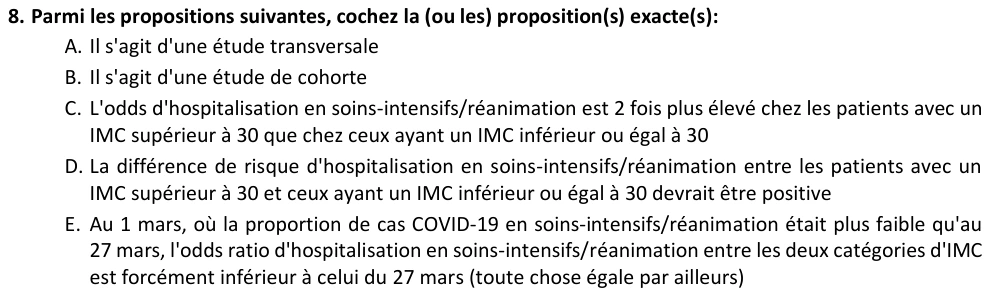 8. Parmi les propositions suivantes, cochez la (ou les) proposition(s) exacte(s):
A. Il s'agit d'une étude transversale
B. Il s'agit d'une étude de cohorte
C. L'odds d'hospitalisation en soins-intensifs/réanimation est 2 fois plus élevé chez les patients avec un
IMC supérieur à 30 que chez ceux ayant un IMC inférieur ou égal à 30
D. La différence de risque d'hospitalisation en soins-intensifs/réanimation entre les patients avec un
IMC supérieur à 30 et ceux ayant un IMC inférieur ou égal à 30 devrait être positive
E. Au 1 mars, où la proportion de cas COVID-19 en soins-intensifs/réanimation était plus faible qu'au
27 mars, l'odds ratio d'hospitalisation en soins-intensifs/réanimation entre les deux catégories d'IMC
est forcément inférieur à celui du 27 mars (toute chose égale par ailleurs)